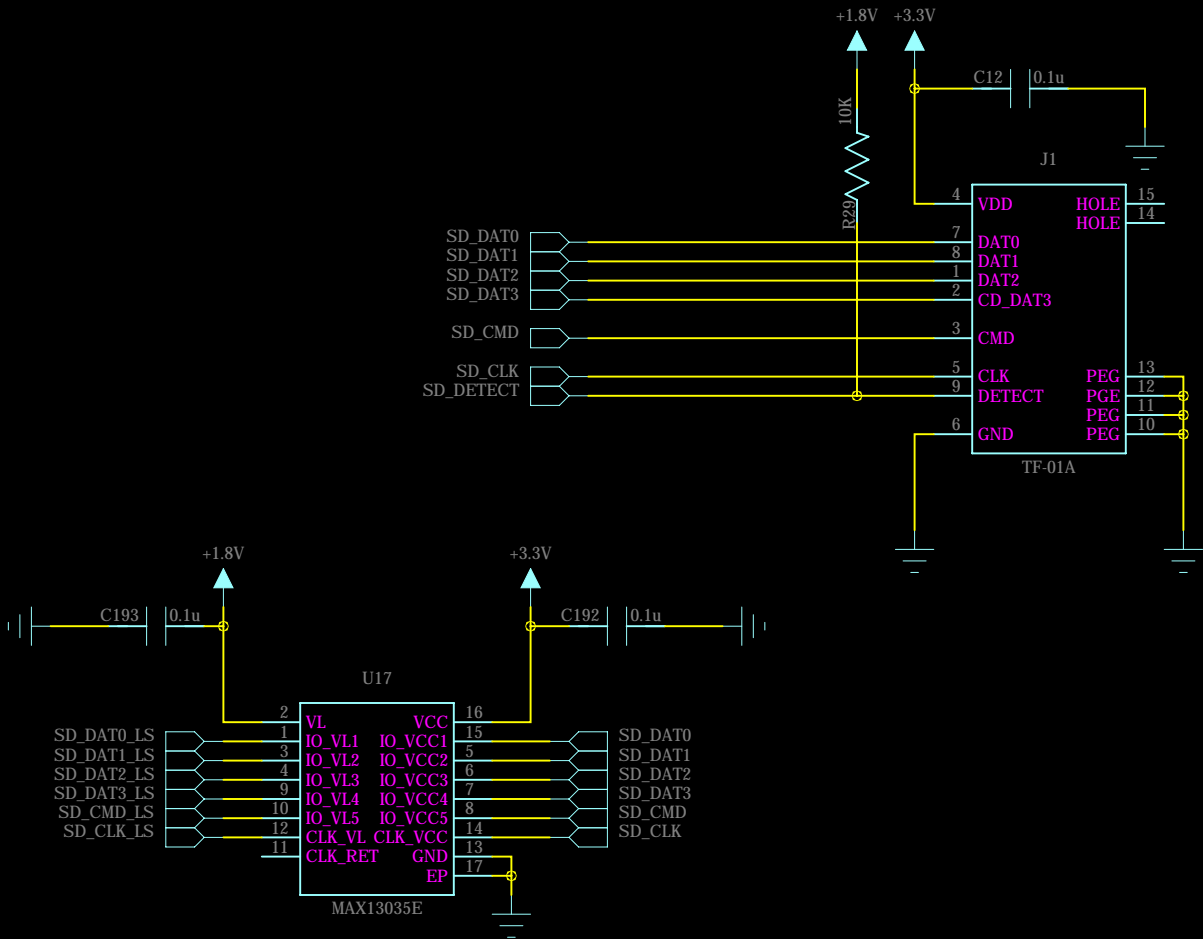 +1.8V +3.3V
C12 0.1u
10K
R29
J1
4 VDD HOLE 15
HOLE 14
SD_DAT0 7 DAT0
SD_DAT1 8 DAT1
SD_DAT2 1 DAT2
SD_DAT3 2 CD_DAT3
SD_CMD 3 CMD
SD_CLK 5 CLK PEG 13
SD_DETECT 9 DETECT PGE 12
PEG 11
6 GND PEG 10
TF-01A
+1.8V +3.3V
C193 0.1u C192 0.1u
U17
2 VL VCC 16
SD_DAT0_LS 1 IO_VL1 IO_VCC1 15 SD_DAT0
SD_DAT1_LS 3 IO_VL2 IO_VCC2 5 SD_DAT1
SD_DAT2_LS 4 IO_VL3 IO_VCC3 6 SD_DAT2
SD_DAT3_LS 9 IO_VL4 IO_VCC4 7 SD_DAT3
SD_CMD_LS 10 IO_VL5 IO_VCC5 8 SD_CMD
SD_CLK_LS 12 CLK_VL CLK_VCC 14 SD_CLK
11 CLK_RET GND 13
EP 17
MAX13035E